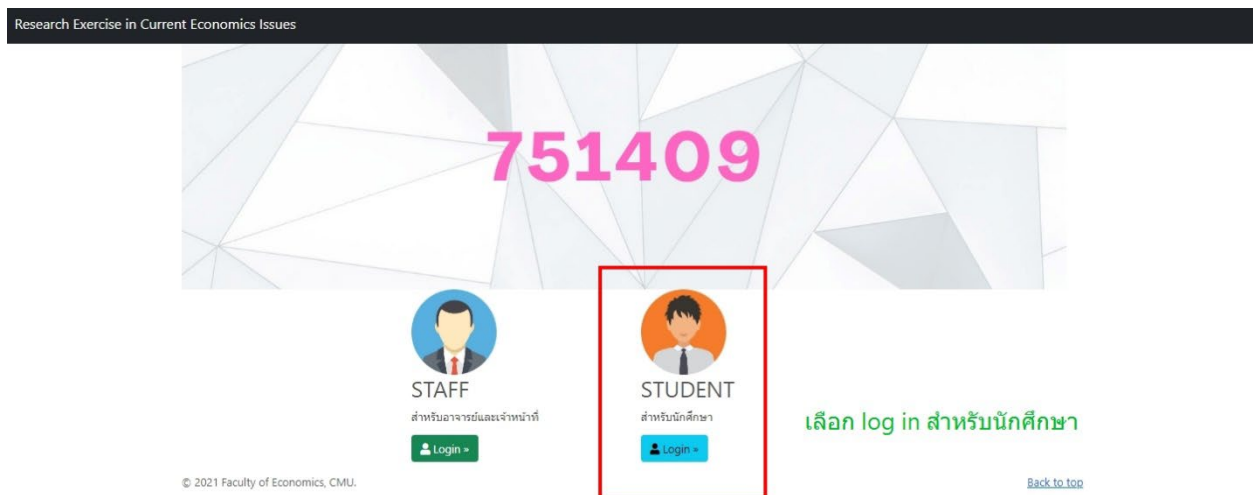 Research Exercise in Current Economics Issues
751409
STAFF
สำหรับอาจารย์และเจ้าหน้าที่
Login »
STUDENT
สำหรับนักศึกษา
Login »
เลือก log in สำหรับนักศึกษา
© 2021 Faculty of Economics, CMU.
Back to top